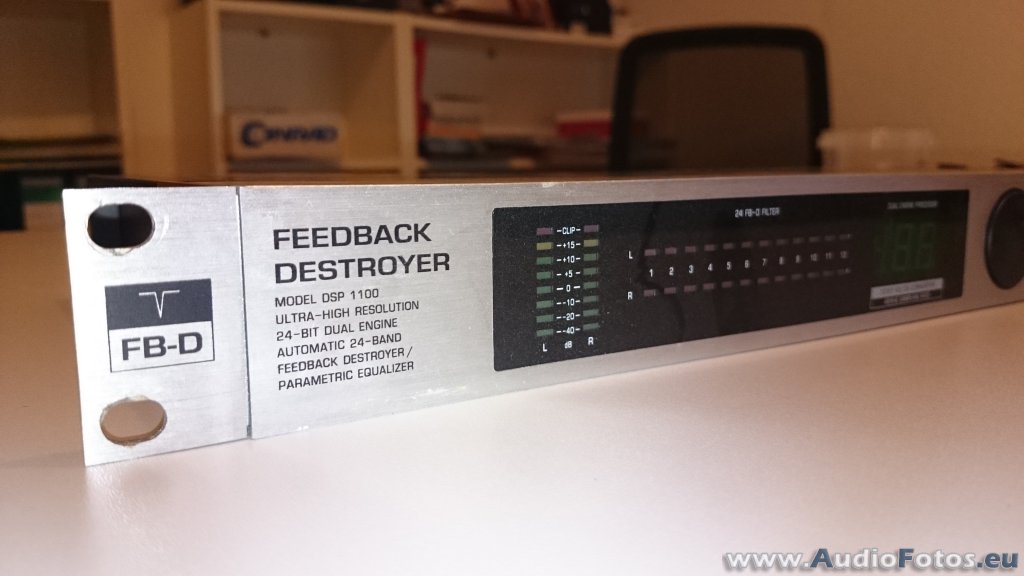 CONRAD
FEEDBACK
DESTROYER
MODEL DSP 1100
ULTRA-HIGH RESOLUTION
24-BIT DUAL ENGINE
AUTOMATIC 24-BAND
FEEDBACK DESTROYER/
PARAMETRIC EQUALIZER
FB-D
CLIP
+15
+10
+5
0
-10
-20
-40
L dB R
24 FB-D FILTER
L
1 2 3 4 5 6 7 8 9 10 11 12
R
www.AudioFotos.eu